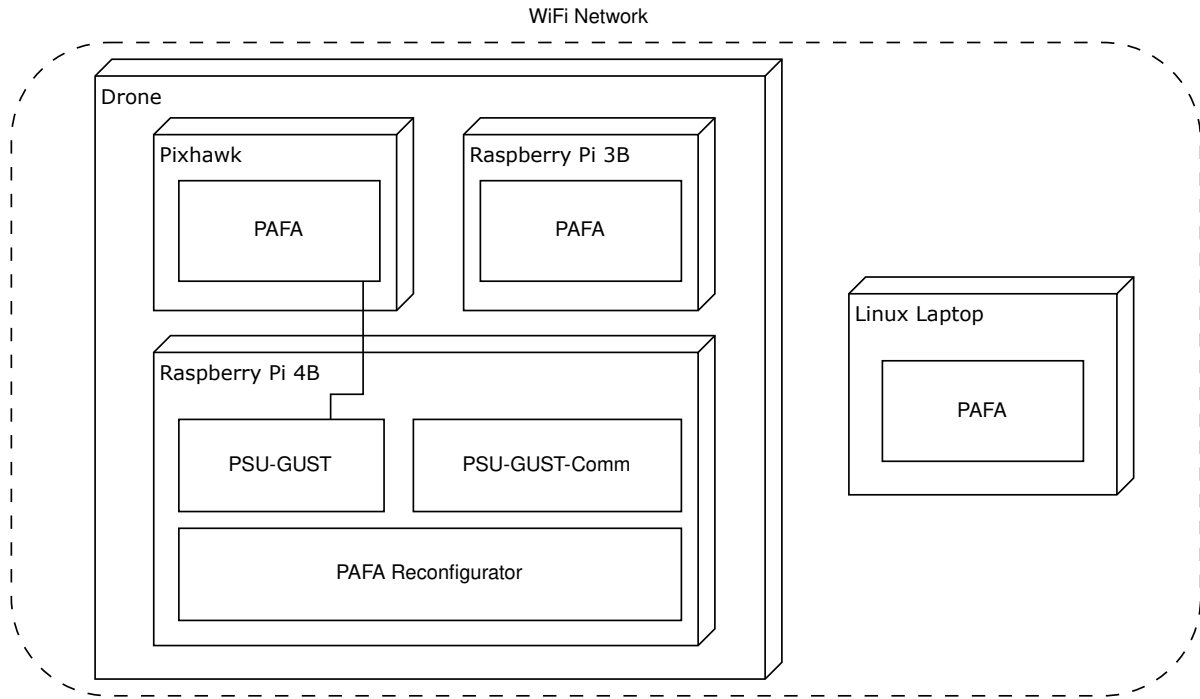 WiFi Network
Drone
Pixhawk
PAFA
Raspberry Pi 3B
PAFA
Raspberry Pi 4B
PSU-GUST
PSU-GUST-Comm
PAFA Reconfigurator
Linux Laptop
PAFA